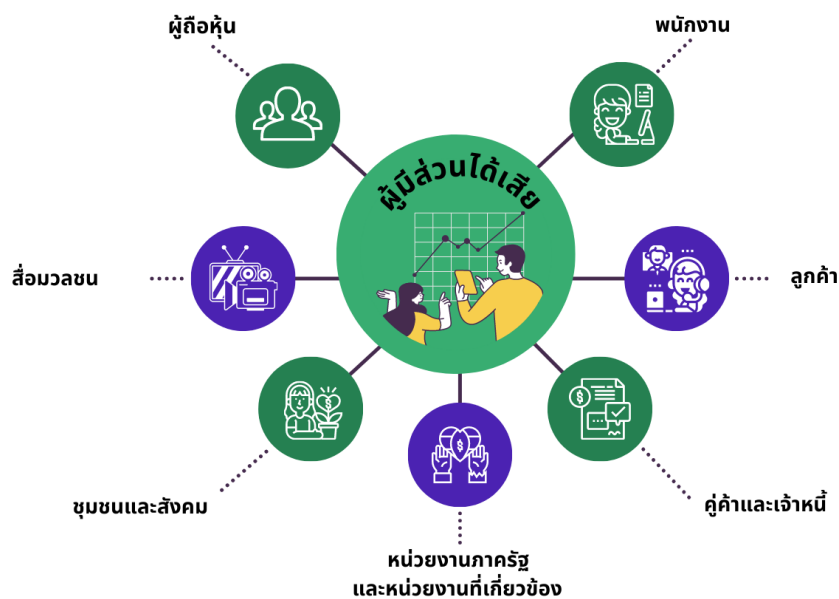 ผู้ถือหุ้น
พนักงาน
ผู้มีส่วนได้เสีย
สื่อมวลชน
ลูกค้า
ชุมชนและสังคม
คู่ค้าและเจ้าหนี้
หน่วยงานภาครัฐ
และหน่วยงานที่เกี่ยวข้อง